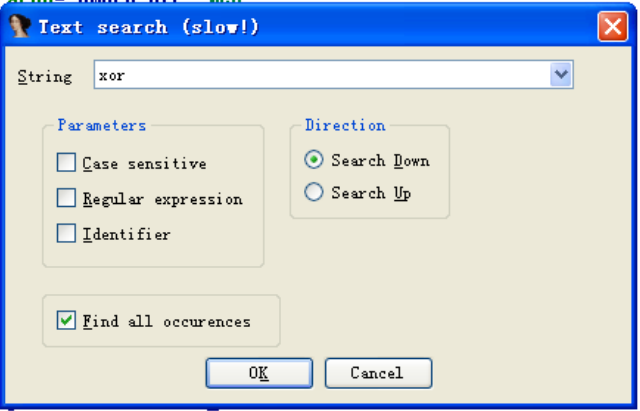 Text search (slow!)
String xor
Parameters
Case sensitive
Regular expression
Identifier
Direction
Search Down
Search Up
Find all occurences
OK Cancel